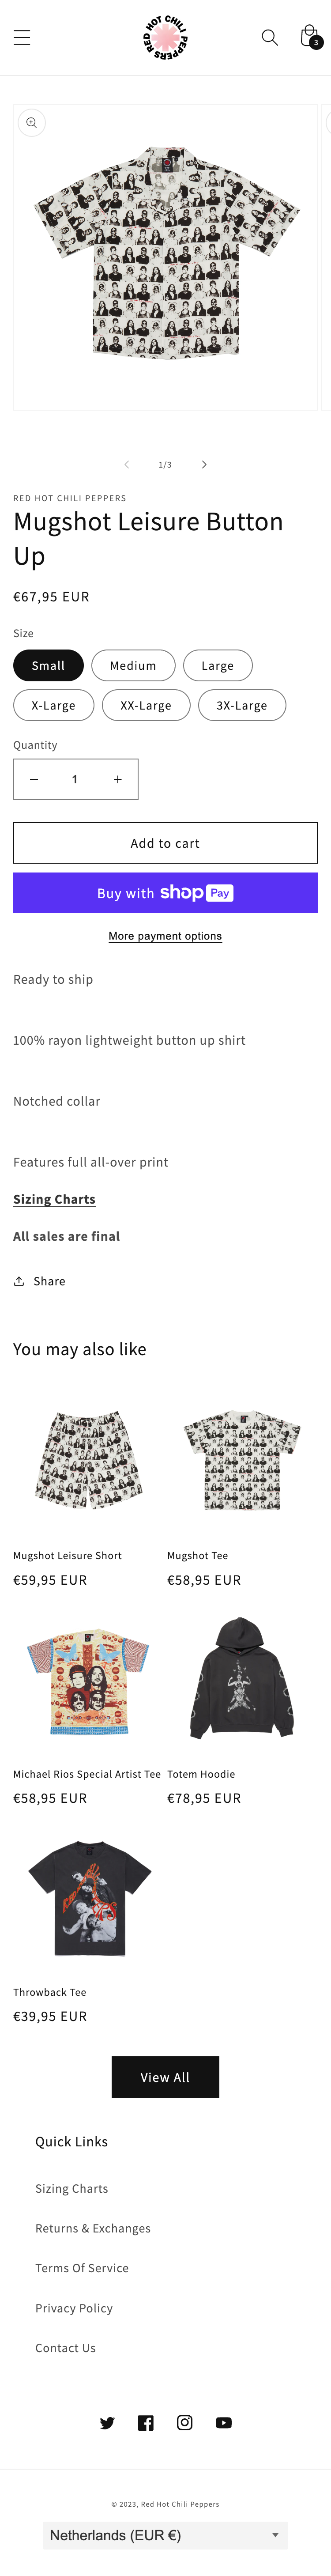 RED HOT CHILI PEPPERS
3
1/3
RED HOT CHILI PEPPERS
Mugshot Leisure Button
Up
€67,95 EUR
Size
Small Medium Large
X-Large XX-Large 3X-Large
Quantity
− 1 +
Add to cart
Buy with shop Pay
More payment options
Ready to ship
100% rayon lightweight button up shirt
Notched collar
Features full all-over print
Sizing Charts
All sales are final
Share
You may also like
Mugshot Leisure Short
€59,95 EUR
Mugshot Tee
€58,95 EUR
Michael Rios Special Artist Tee
€58,95 EUR
Totem Hoodie
€78,95 EUR
Throwback Tee
€39,95 EUR
View All
Quick Links
Sizing Charts
Returns & Exchanges
Terms Of Service
Privacy Policy
Contact Us
© 2023, Red Hot Chili Peppers
Netherlands (EUR €)